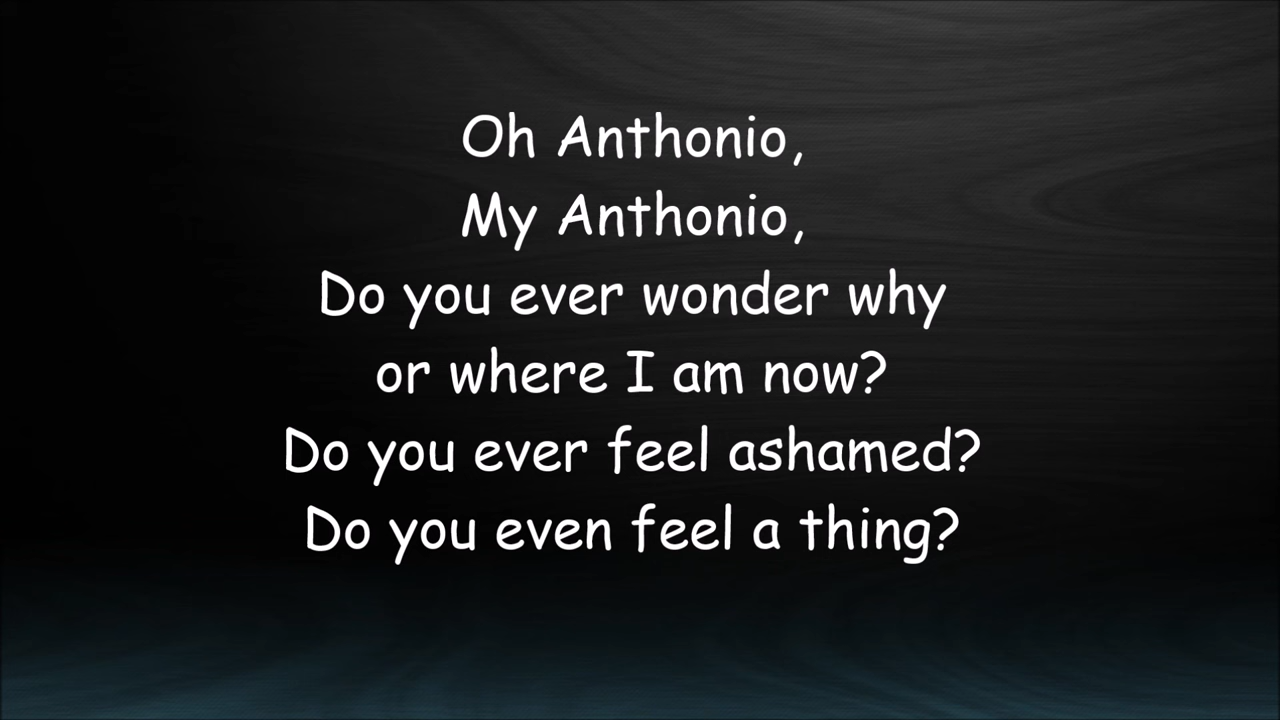 Oh Anthonio,
My Anthonio,
Do you ever wonder why
or where I am now?
Do you ever feel ashamed?
Do you even feel a thing?